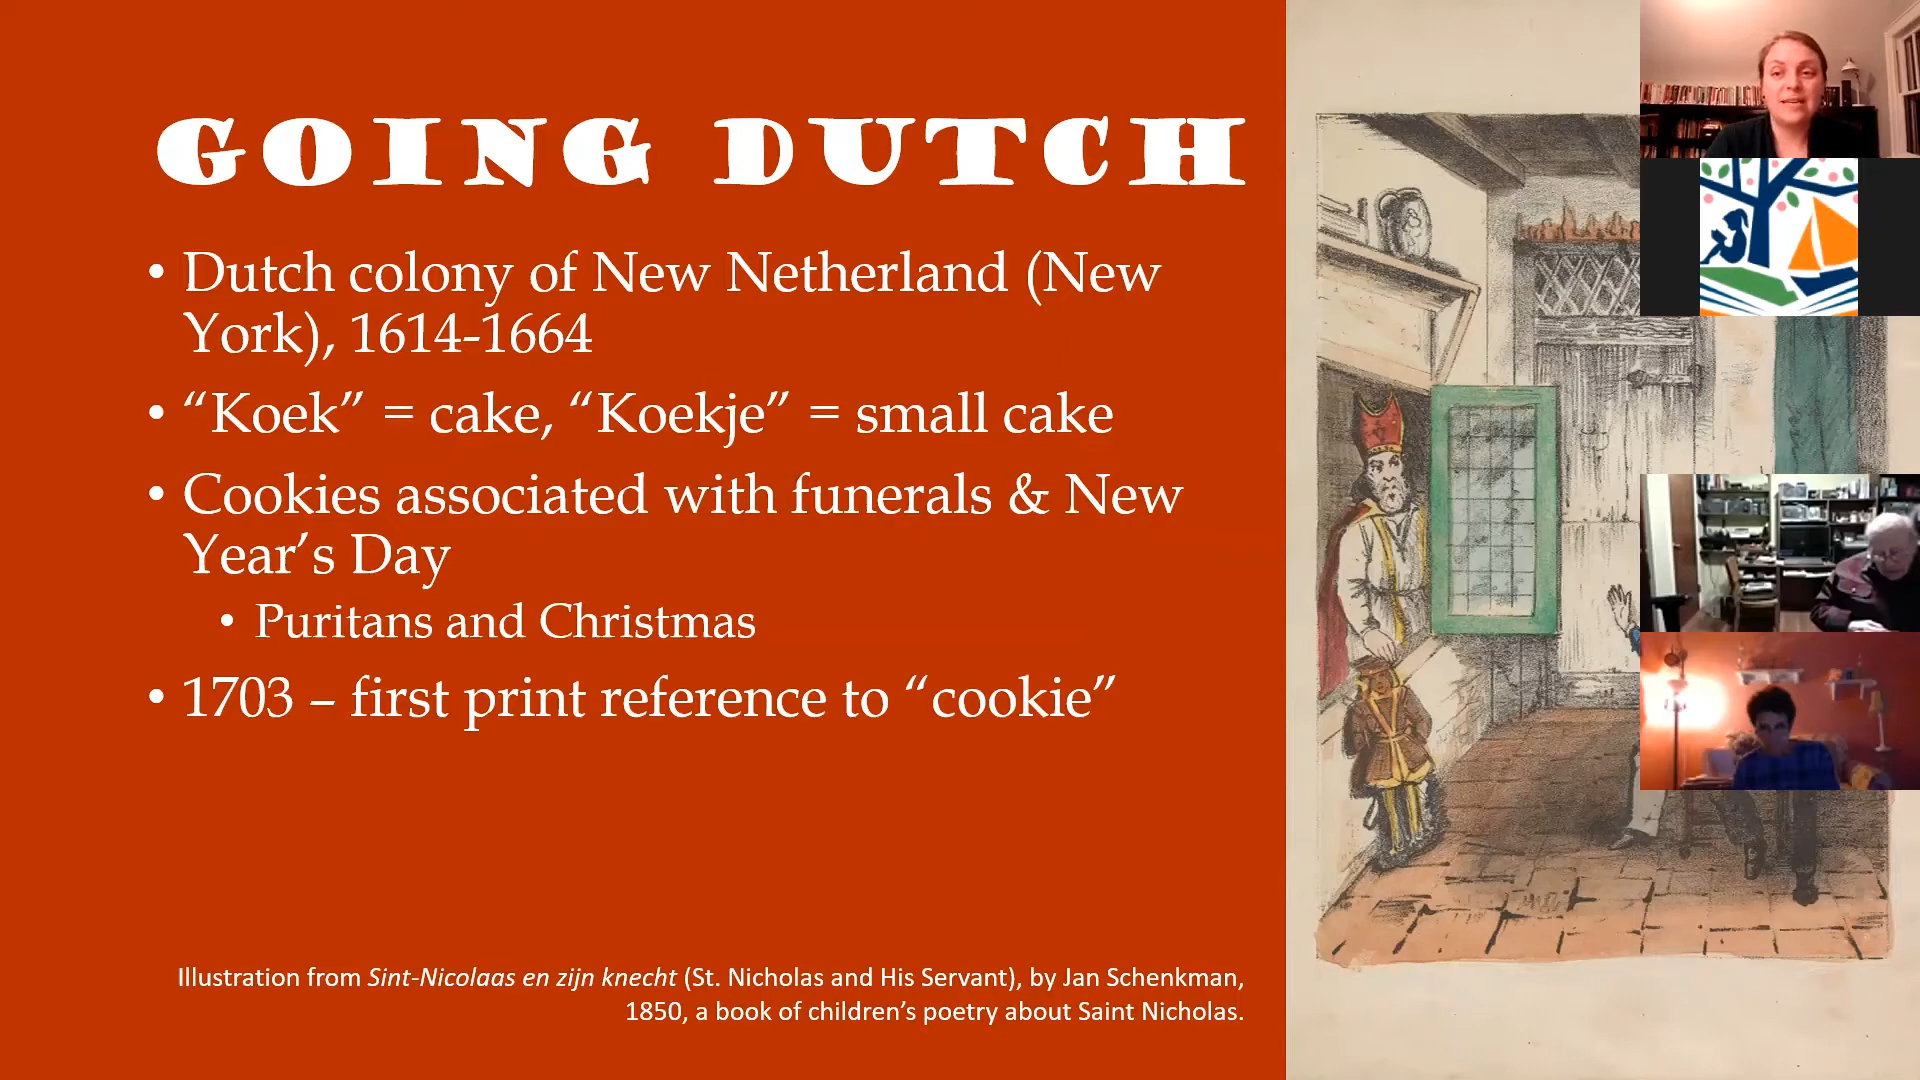 GOING DUTCH
• Dutch colony of New Netherland (New
York), 1614-1664
• “Koek” = cake, “Koekje” = small cake
• Cookies associated with funerals & New
Year’s Day
• Puritans and Christmas
• 1703 – first print reference to “cookie”
Illustration from Sint-Nicolaas en zijn knecht (St. Nicholas and His Servant), by Jan Schenkman,
1850, a book of children’s poetry about Saint Nicholas.